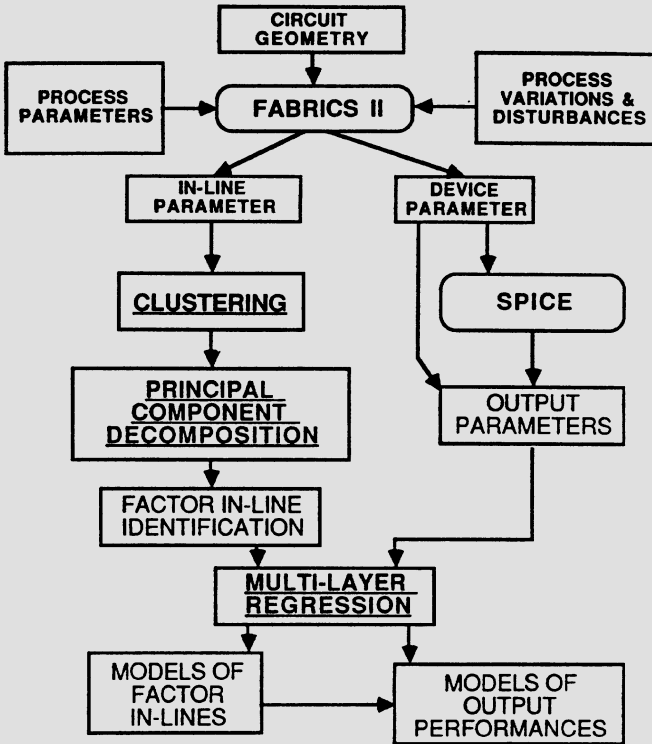 CIRCUIT
GEOMETRY
PROCESS
PARAMETERS
FABRICS II
PROCESS
VARIATIONS &
DISTURBANCES
IN-LINE
PARAMETER
DEVICE
PARAMETER
CLUSTERING
SPICE
PRINCIPAL
COMPONENT
DECOMPOSITION
OUTPUT
PARAMETERS
FACTOR IN-LINE
IDENTIFICATION
MULTI-LAYER
REGRESSION
MODELS OF
FACTOR
IN-LINES
MODELS OF
OUTPUT
PERFORMANCES